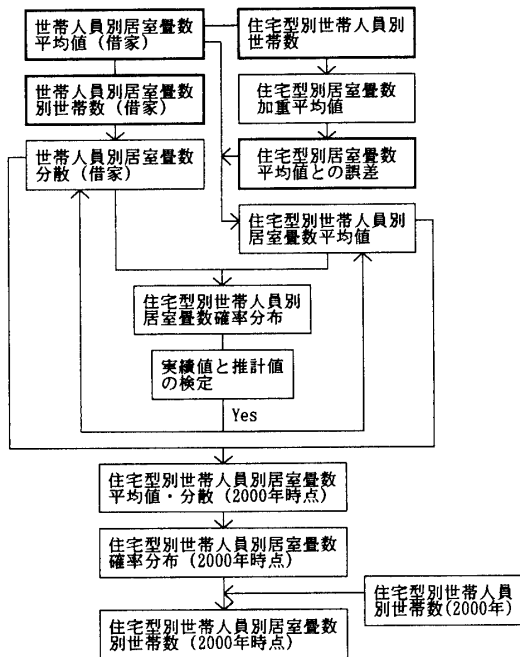 世帯人員別居室畳数
平均値（借家）
住宅型別世帯人員別
世帯数
世帯人員別居室畳数
別世帯数（借家）
住宅型別居室畳数
加重平均値
世帯人員別居室畳数
分散（借家）
住宅型別居室畳数
平均値との誤差
住宅型別世帯人員別
居室畳数平均値
住宅型別世帯人員別
居室畳数確率分布
実績値と推計値
の検定
Yes
住宅型別世帯人員別居室畳数
平均値・分散（2000年時点）
住宅型別世帯人員別居室畳数
確率分布（2000年時点）
住宅型別世帯人員
別世帯数(2000年)
住宅型別世帯人員別居室畳数
別世帯数（2000年時点）